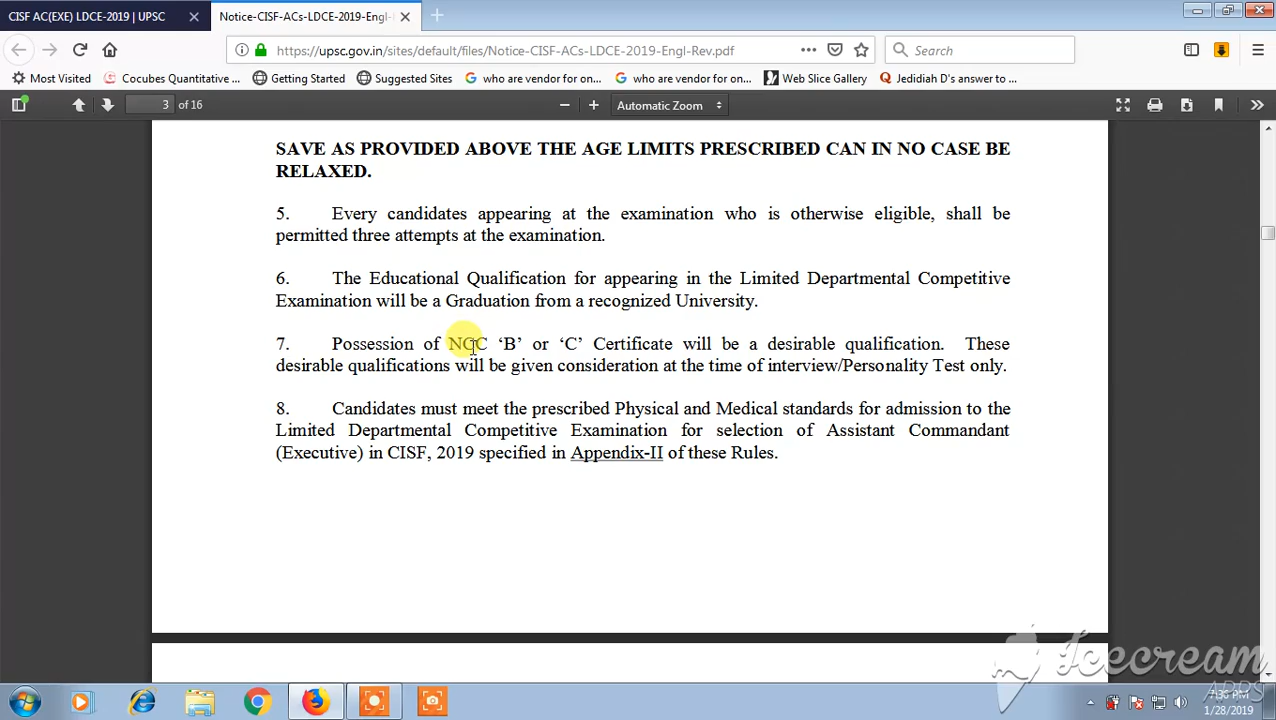 CISF AC(EXE) LDCE-2019 | UPSC
Notice-CISF-ACs-LDCE-2019-Engl-
https://upsc.gov.in/sites/default/files/Notice-CISF-ACs-LDCE-2019-Engl-Rev.pdf
Search
Most Visited
Cocubes Quantitative ...
Getting Started
Suggested Sites
who are vendor for on...
who are vendor for on...
Web Slice Gallery
Jedidiah D's answer to ...
3 of 16
Automatic Zoom
SAVE AS PROVIDED ABOVE THE AGE LIMITS PRESCRIBED CAN IN NO CASE BE
RELAXED.
5. Every candidates appearing at the examination who is otherwise eligible, shall be
permitted three attempts at the examination.
6. The Educational Qualification for appearing in the Limited Departmental Competitive
Examination will be a Graduation from a recognized University.
7. Possession of NCC ‘B’ or ‘C’ Certificate will be a desirable qualification. These
desirable qualifications will be given consideration at the time of interview/Personality Test only.
8. Candidates must meet the prescribed Physical and Medical standards for admission to the
Limited Departmental Competitive Examination for selection of Assistant Commandant
(Executive) in CISF, 2019 specified in Appendix-II of these Rules.
Icecream
APPS
7:36 PM
1/28/2019